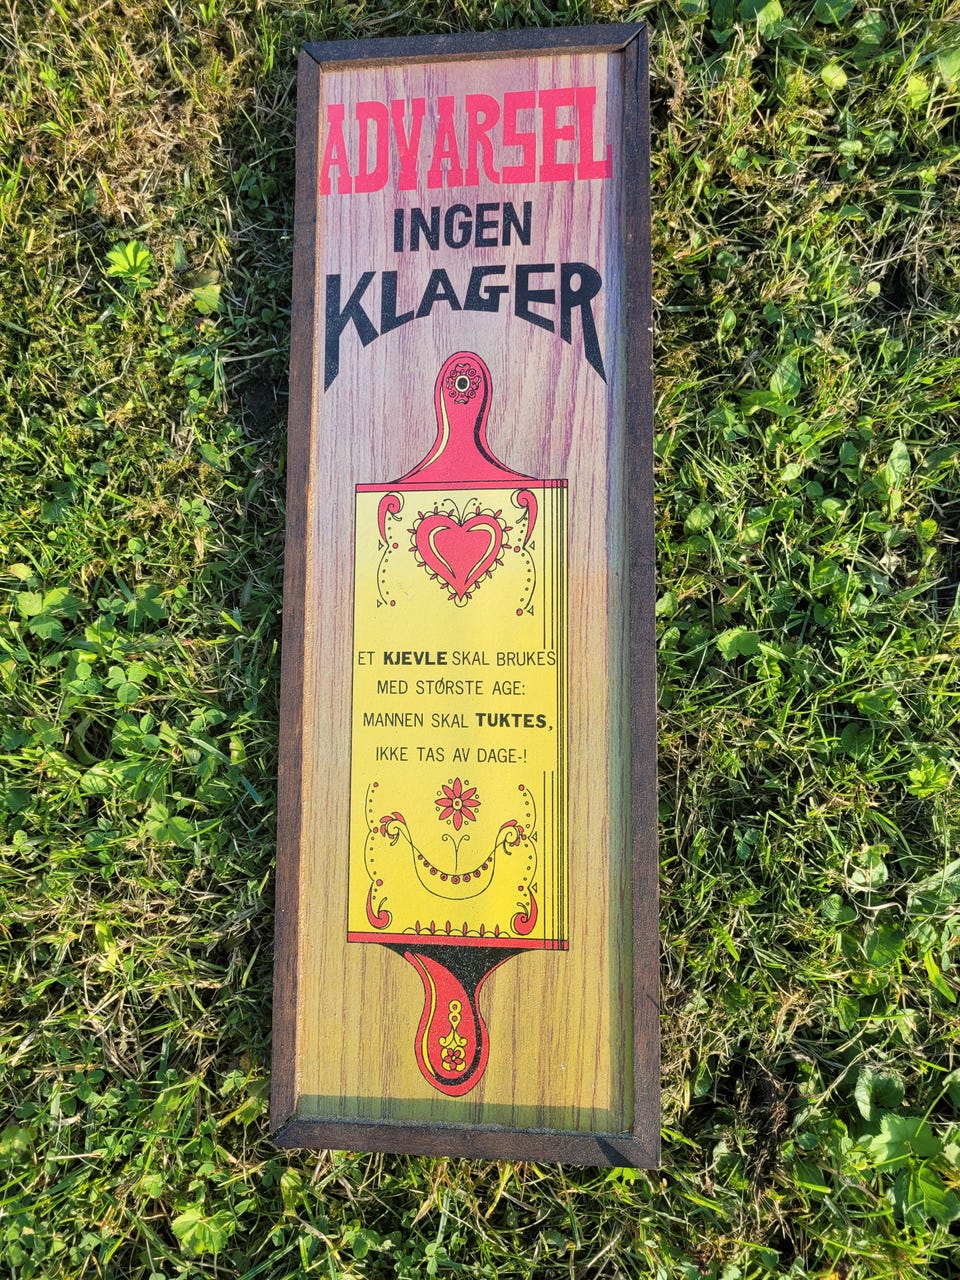 ADVARSEL
INGEN
KLAGER
ET KJEVLE SKAL BRUKES
MED STØRSTE AGE:
MANNEN SKAL TUKTES,
IKKE TAS AV DAGE-!